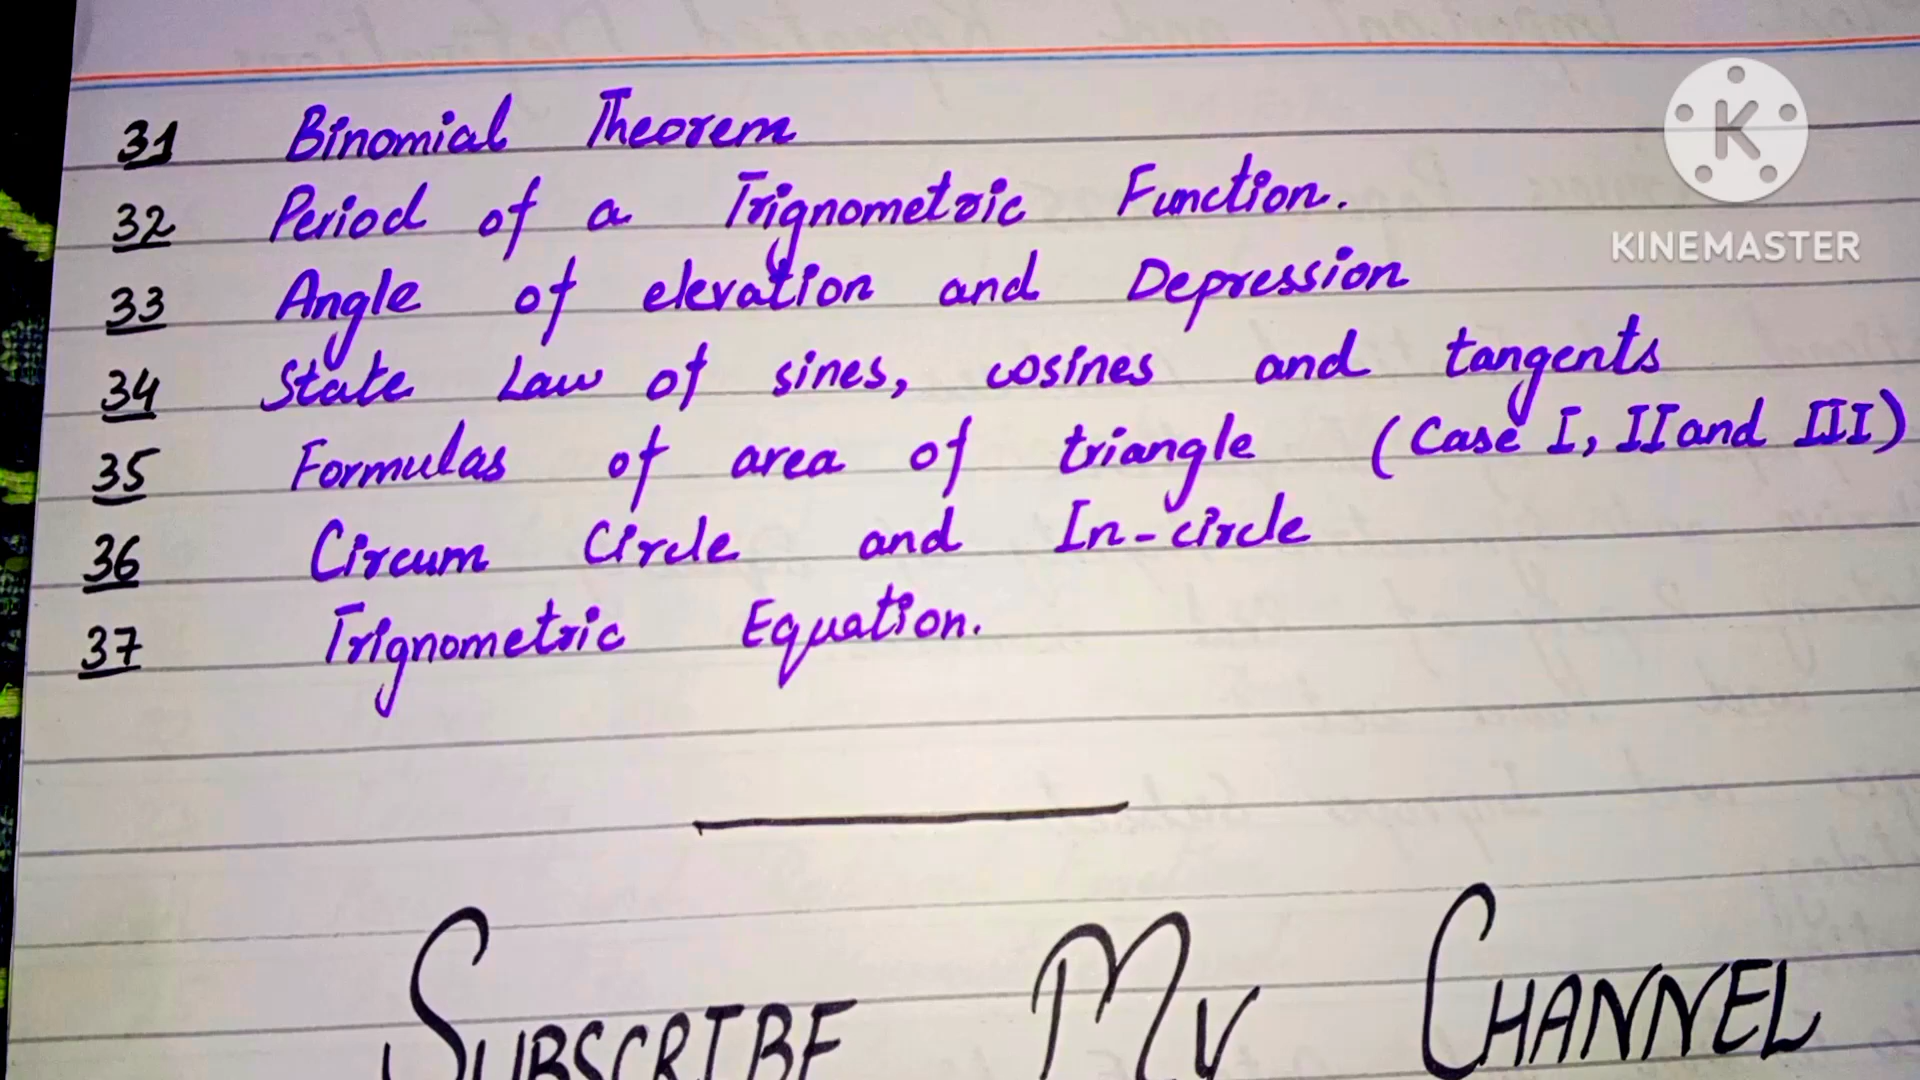 31 Binomial Theorem
32 Period of a Trignometric Function.
33 Angle of elevation and Depression
34 State Law of sines, cosines and tangents
35 Formulas of area of triangle (Case I, II and III)
36 Circum Circle and In-circle
37 Trignometric Equation.
SUBSCRIBE MY CHANNEL
K
KINEMASTER